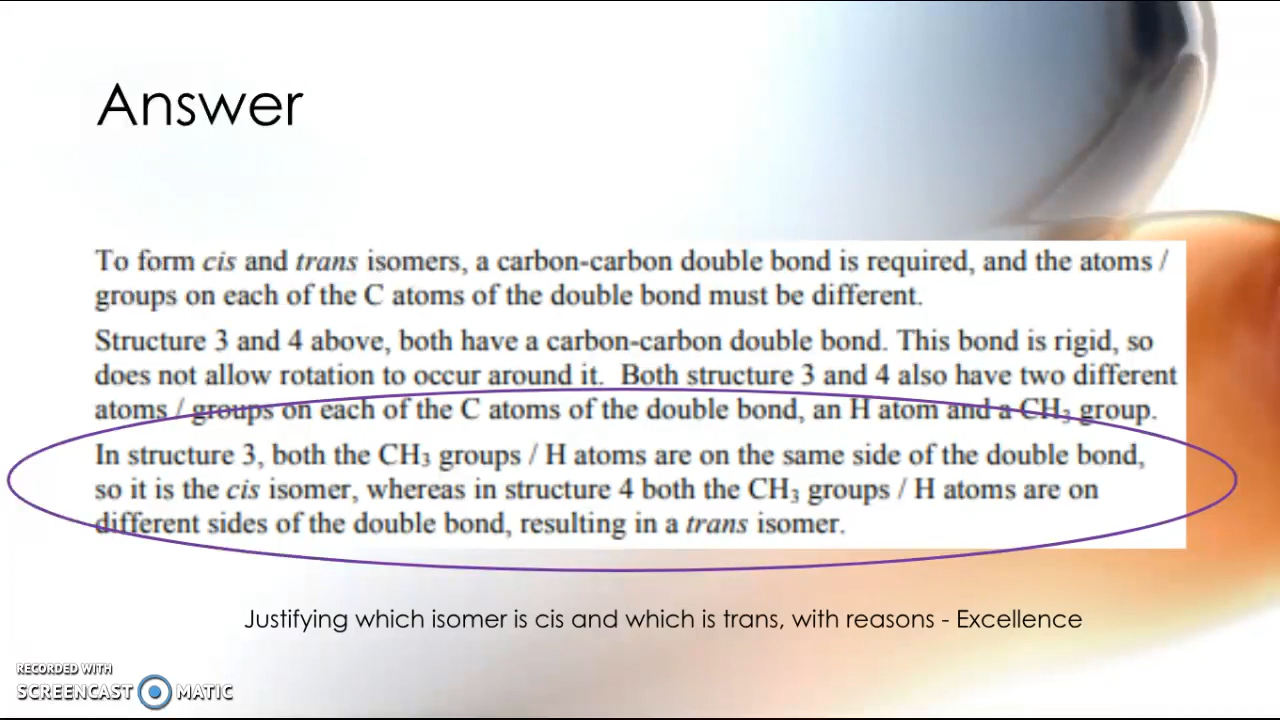 Answer
To form cis and trans isomers, a carbon-carbon double bond is required, and the atoms /
groups on each of the C atoms of the double bond must be different.
Structure 3 and 4 above, both have a carbon-carbon double bond. This bond is rigid, so
does not allow rotation to occur around it.  Both structure 3 and 4 also have two different
atoms / groups on each of the C atoms of the double bond, an H atom and a CH₃ group.
In structure 3, both the CH₃ groups / H atoms are on the same side of the double bond,
so it is the cis isomer, whereas in structure 4 both the CH₃ groups / H atoms are on
different sides of the double bond, resulting in a trans isomer.
Justifying which isomer is cis and which is trans, with reasons - Excellence
RECORDED WITH
SCREENCAST MATIC